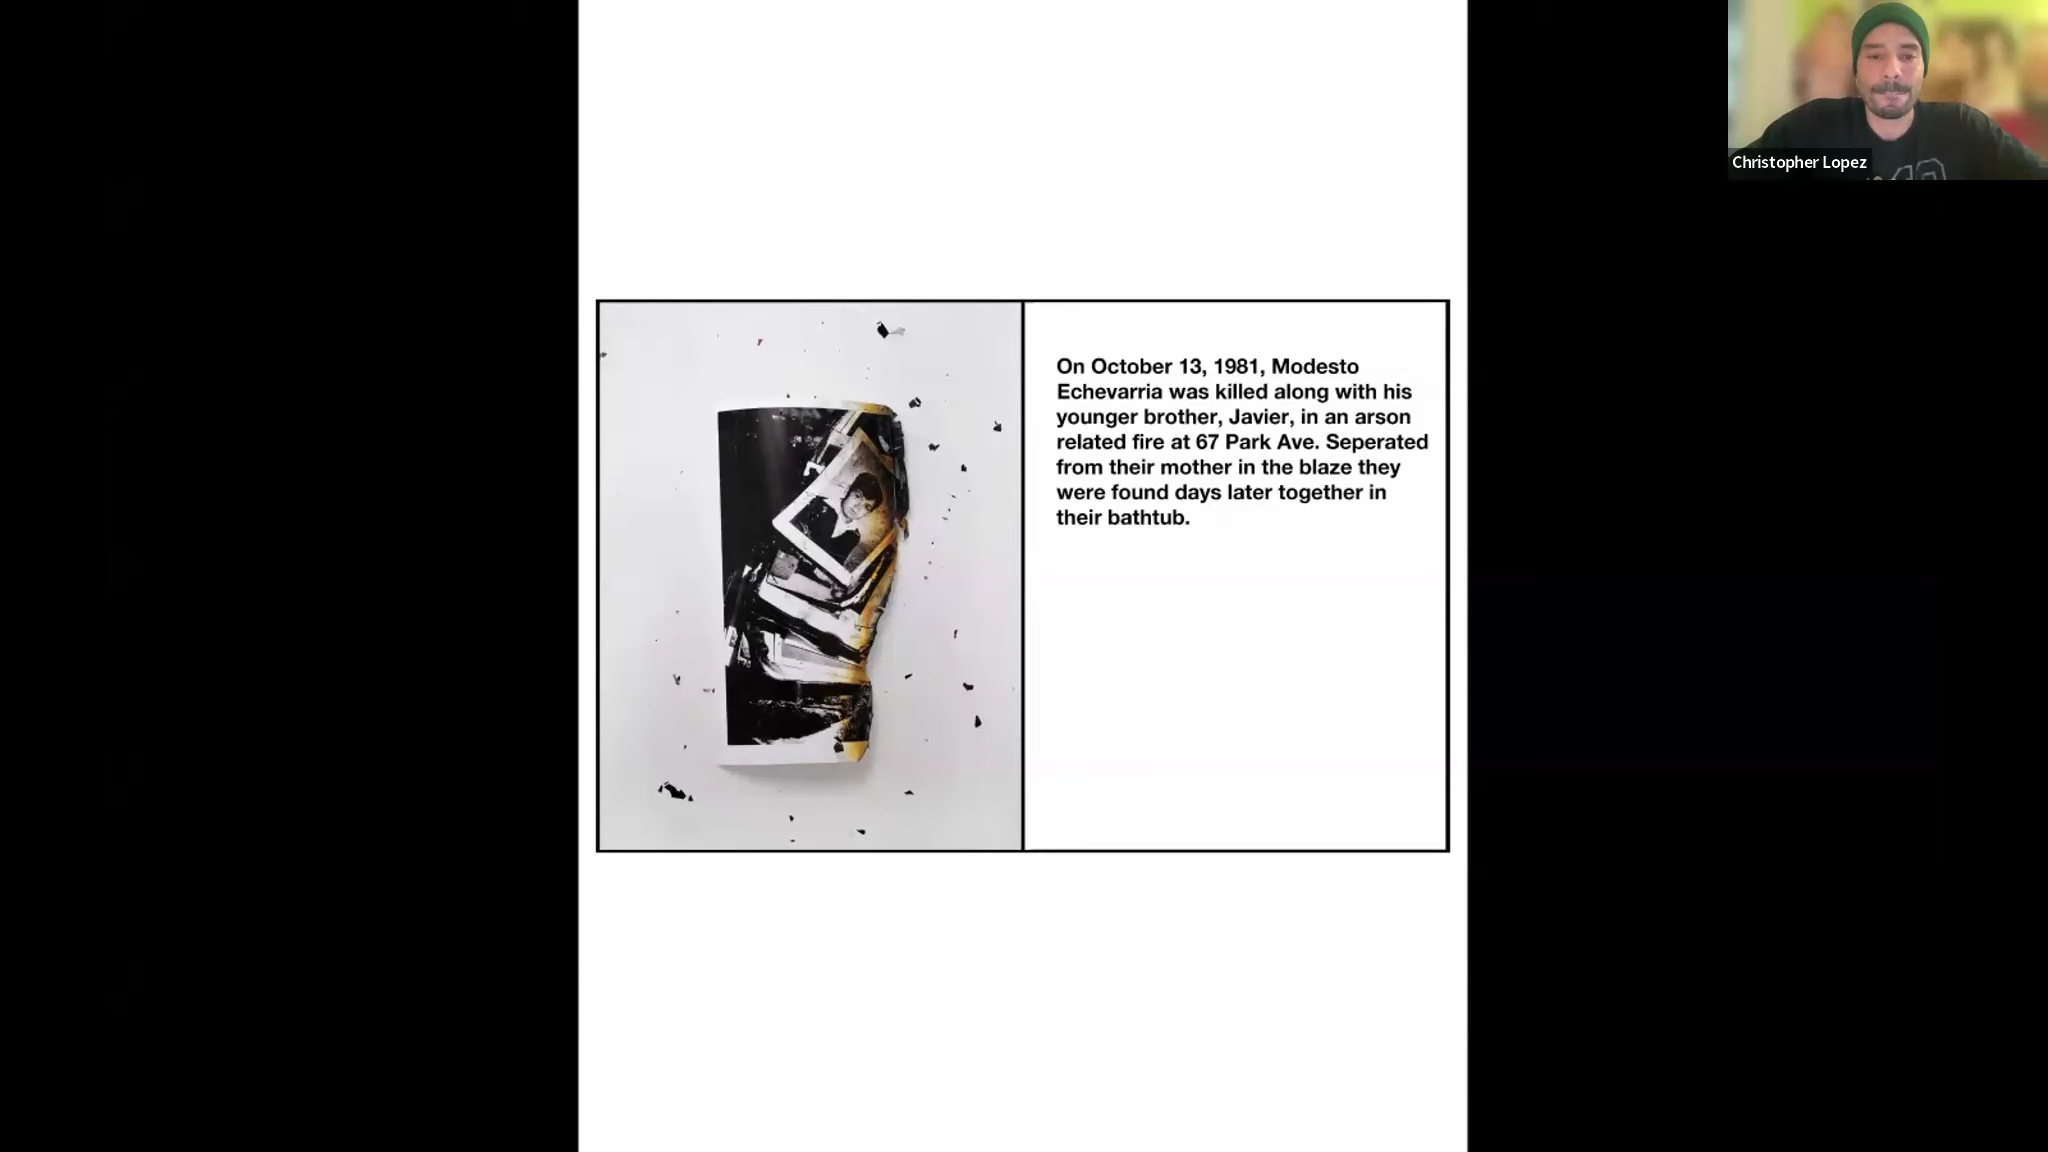 Christopher Lopez
On October 13, 1981, Modesto
Echevarria was killed along with his
younger brother, Javier, in an arson
related fire at 67 Park Ave. Seperated
from their mother in the blaze they
were found days later together in
their bathtub.